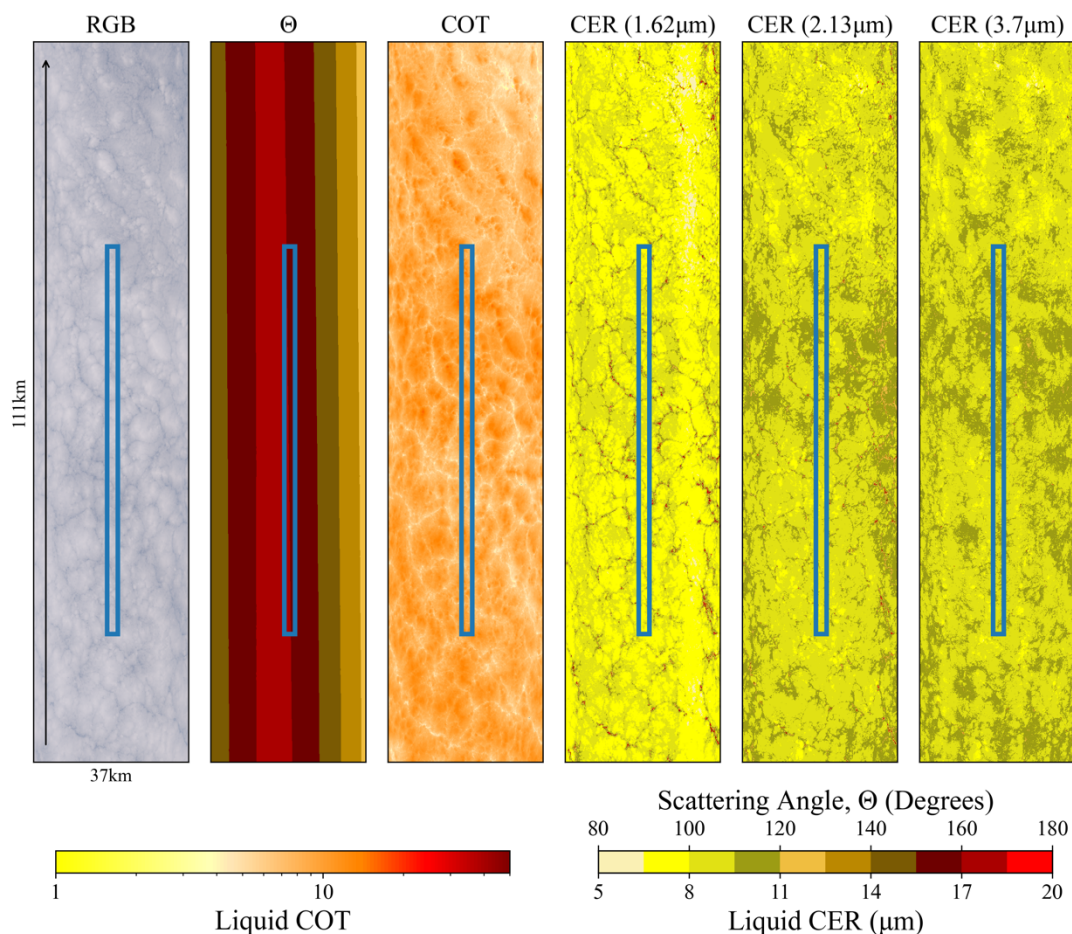 RGB
Θ
COT
CER (1.62μm)
CER (2.13μm)
CER (3.7μm)
111km
37km
Scattering Angle, Θ (Degrees)
80 100 120 140 160 180
1 10
5 8 11 14 17 20
Liquid COT
Liquid CER (μm)